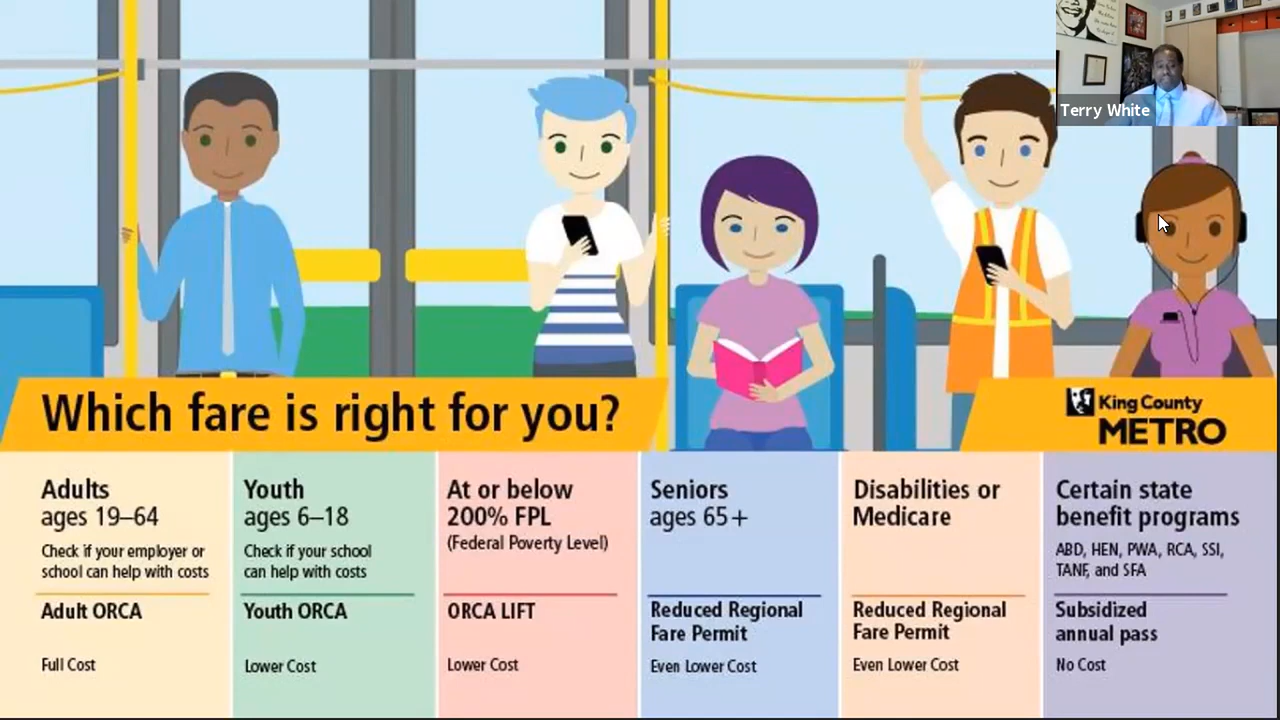 Terry White
Which fare is right for you?
King County
METRO
Adults
ages 19–64
Check if your employer or
school can help with costs
Adult ORCA
Full Cost
Youth
ages 6–18
Check if your school
can help with costs
Youth ORCA
Lower Cost
At or below
200% FPL
(Federal Poverty Level)
ORCA LIFT
Lower Cost
Seniors
ages 65+
Reduced Regional
Fare Permit
Even Lower Cost
Disabilities or
Medicare
Reduced Regional
Fare Permit
Even Lower Cost
Certain state
benefit programs
ABD, HEN, PWA, RCA, SSI,
TANF, and SFA
Subsidized
annual pass
No Cost